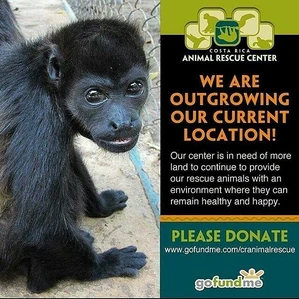 COSTA RICA
ANIMAL RESCUE CENTER
WE ARE
OUTGROWING
OUR CURRENT
LOCATION!
Our center is in need of more
land to continue to provide
our rescue animals with an
environment where they can
remain healthy and happy.
PLEASE DONATE
www.gofundme.com/cranimalrescue
gofundme